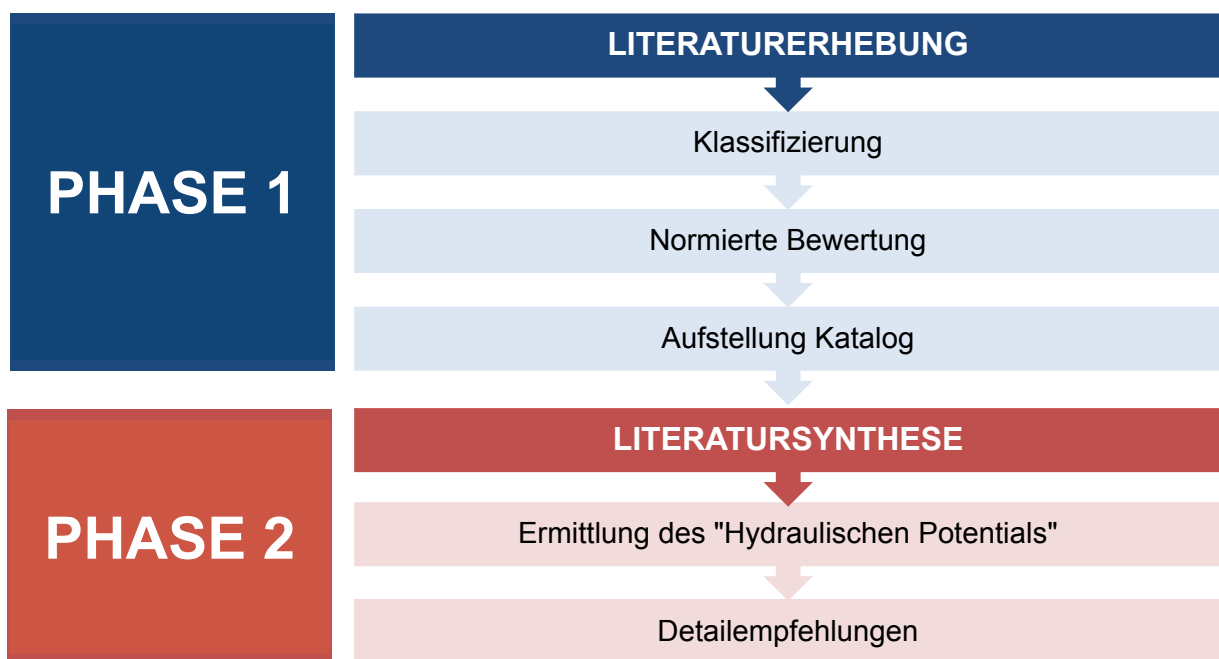 PHASE 1
LITERATURERHEBUNG
Klassifizierung
Normierte Bewertung
Aufstellung Katalog
PHASE 2
LITERATURSYNTHESE
Ermittlung des "Hydraulischen Potentials"
Detailempfehlungen